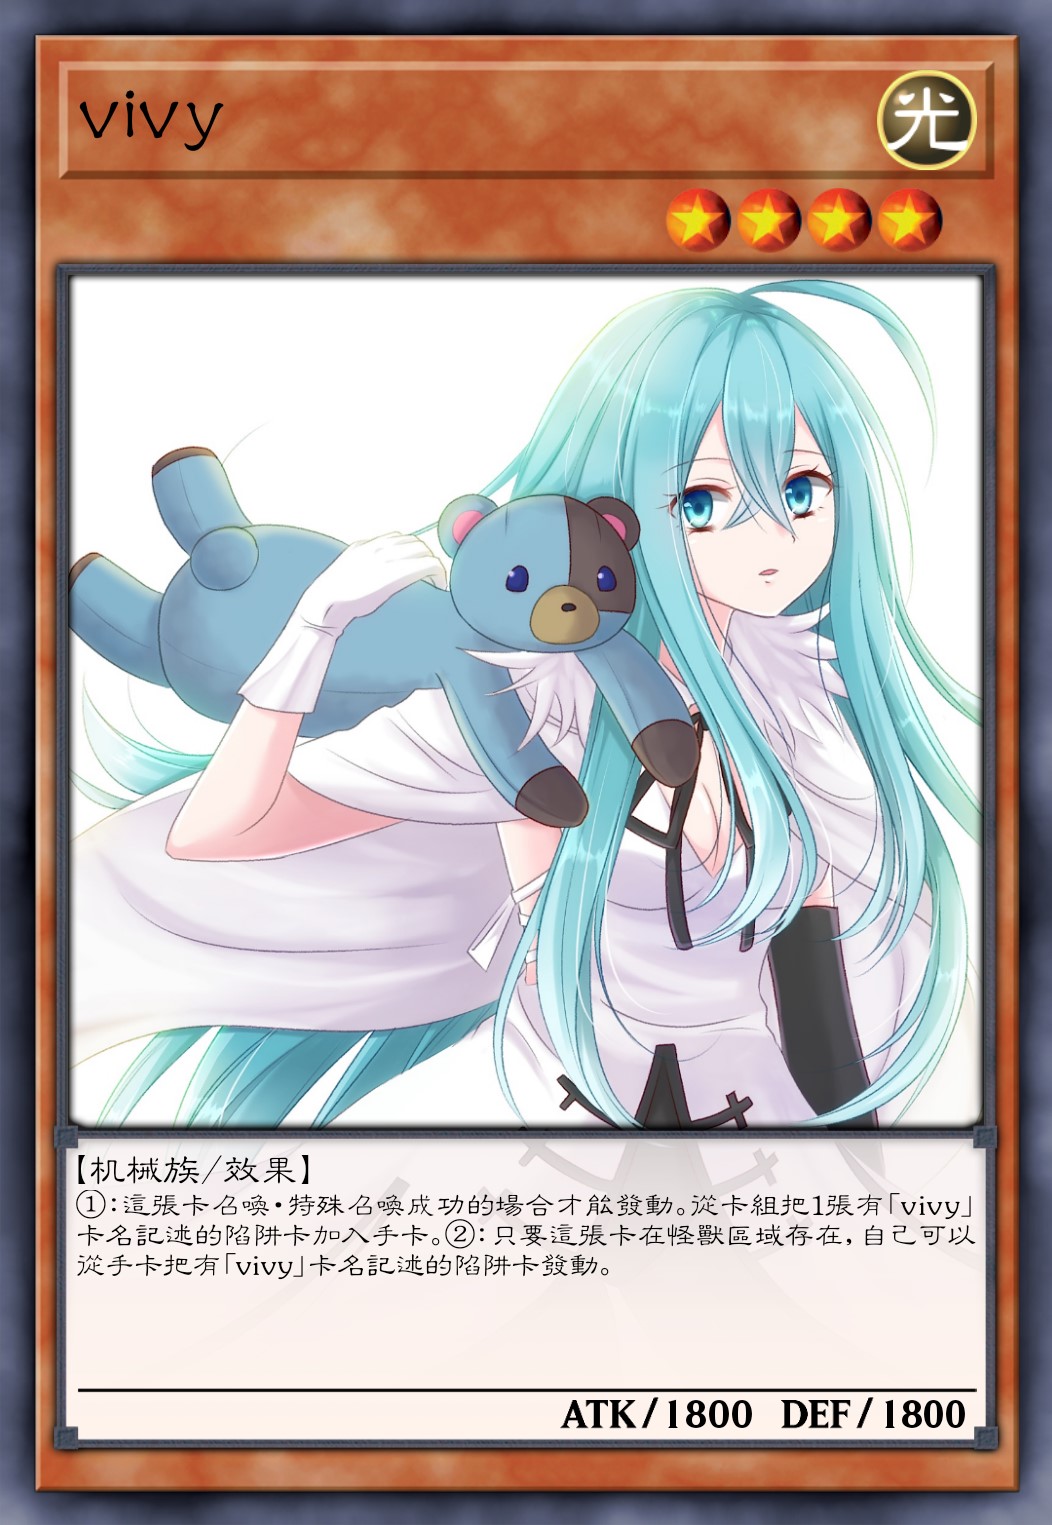 vivy
光
【机械族/效果】
①：這張卡召喚·特殊召喚成功的場合才能發動。從卡組把1張有「vivy」
卡名記述的陷阱卡加入手卡。②：只要這張卡在怪獸區域存在，自己可以
從手卡把有「vivy」卡名記述的陷阱卡發動。
ATK/1800 DEF/1800